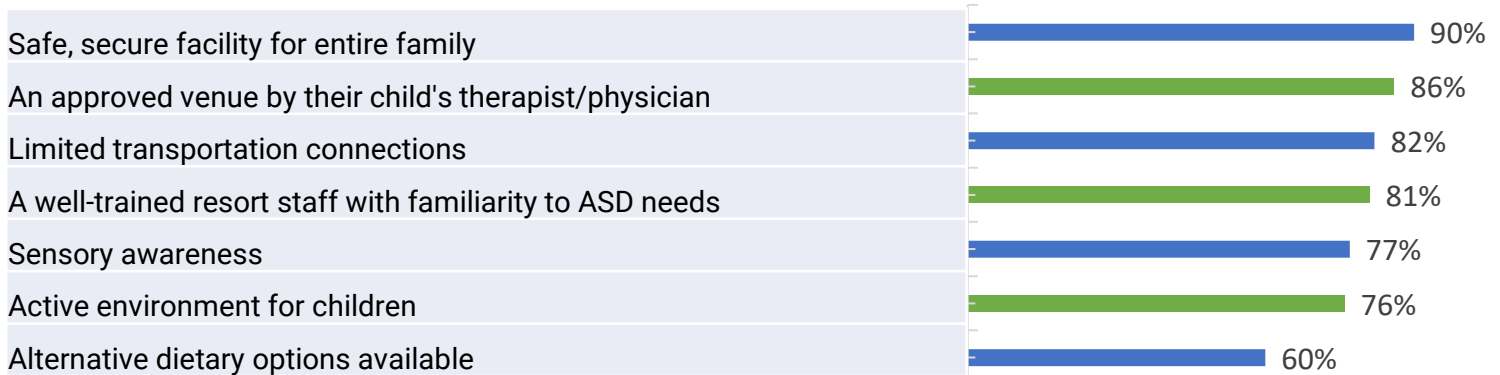 Safe, secure facility for entire family 90%
An approved venue by their child's therapist/physician 86%
Limited transportation connections 82%
A well-trained resort staff with familiarity to ASD needs 81%
Sensory awareness 77%
Active environment for children 76%
Alternative dietary options available 60%